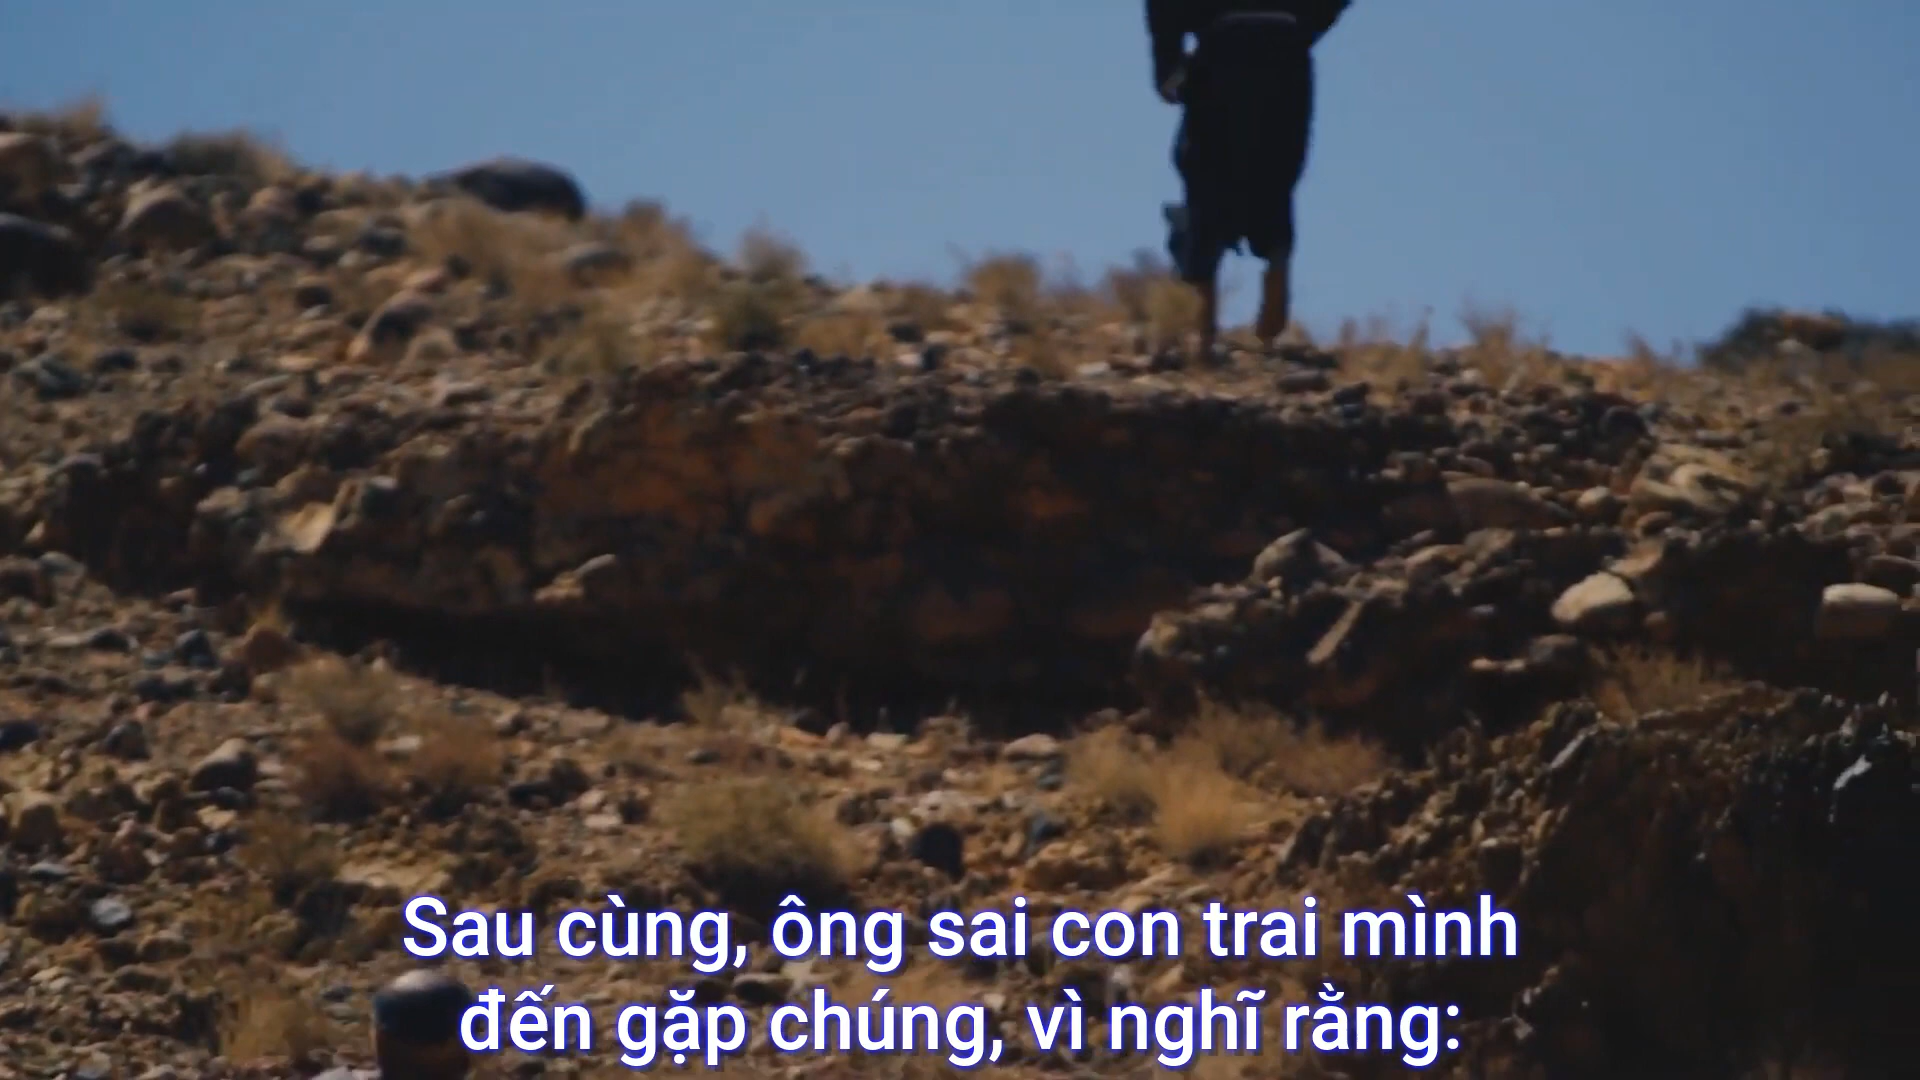 Sau cùng, ông sai con trai mình
đến gặp chúng, vì nghĩ rằng: